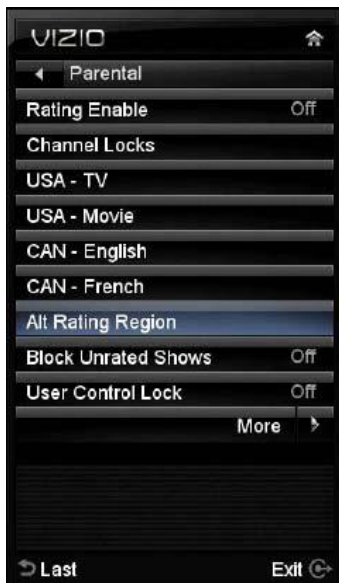 VIZIO
Parental
Rating Enable Off
Channel Locks
USA - TV
USA - Movie
CAN - English
CAN - French
Alt Rating Region
Block Unrated Shows Off
User Control Lock Off
More
Last Exit